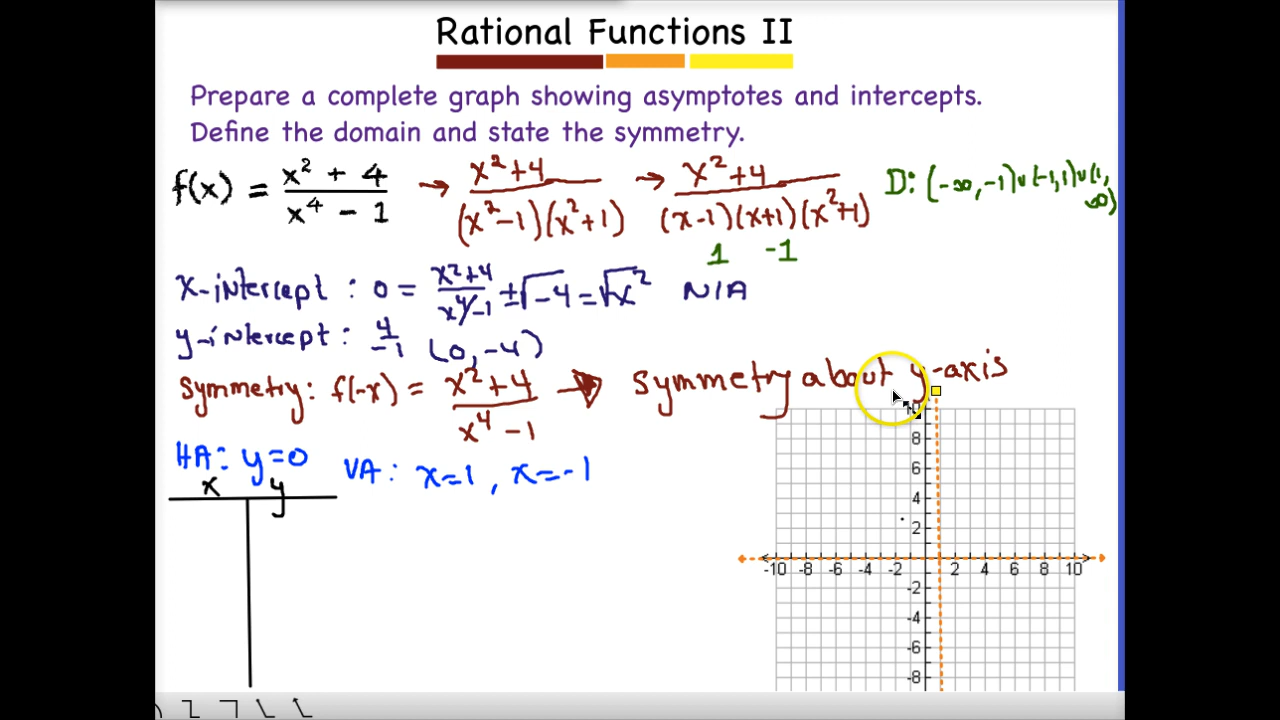 Rational Functions II
Prepare a complete graph showing asymptotes and intercepts.
Define the domain and state the symmetry.
f(x) = (x² + 4)/(x⁴ - 1) → (x²+4)/((x²-1)(x²+1)) → (x²+4)/((x-1)(x+1)(x²+1)) D: (-∞,-1)∪(-1,1)∪(1,∞)
1 -1
x-intercept : 0 = (x²+4)/(x⁴-1) ±√-4 = √x² N/A
y-intercept : 4/-1 (0,-4)
Symmetry: f(-x) = (x²+4)/(x⁴-1) → Symmetry about y-axis
HA: y=0 VA: x=1, x=-1
x y
10
8
6
4
2
-10 -8 -6 -4 -2 2 4 6 8 10
-2
-4
-6
-8